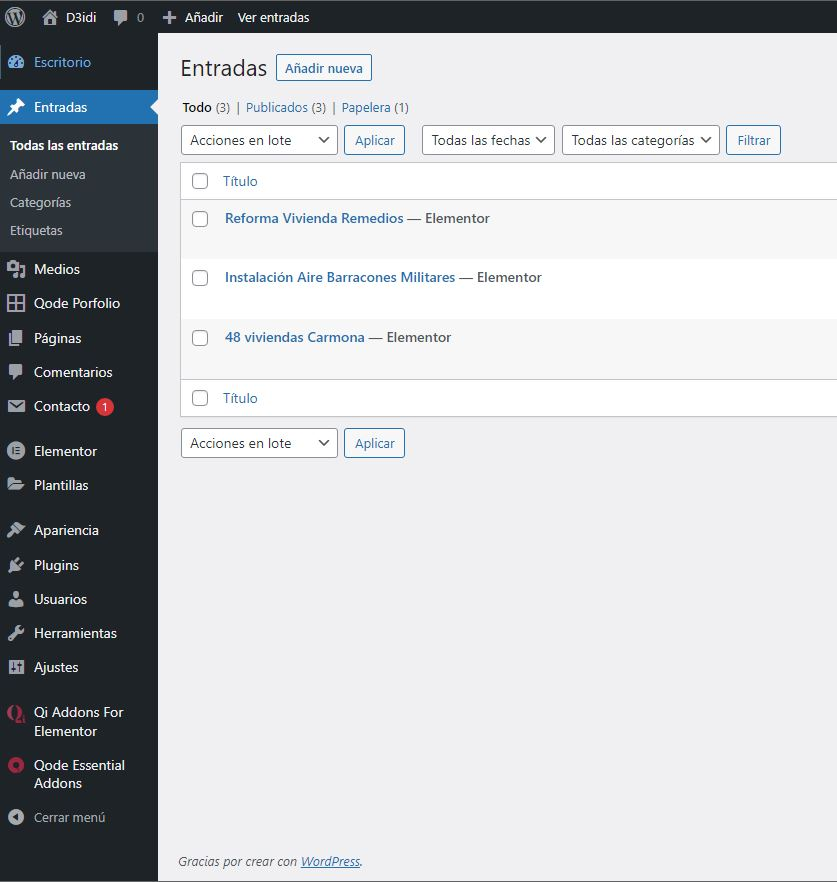 D3idi 0 Añadir Ver entradas
Escritorio
Entradas
Todas las entradas
Añadir nueva
Categorías
Etiquetas
Medios
Qode Porfolio
Páginas
Comentarios
Contacto 1
Elementor
Plantillas
Apariencia
Plugins
Usuarios
Herramientas
Ajustes
Qi Addons For
Elementor
Qode Essential
Addons
Cerrar menú
Entradas Añadir nueva
Todo (3) | Publicados (3) | Papelera (1)
Acciones en lote Aplicar Todas las fechas Todas las categorías Filtrar
Título
Reforma Vivienda Remedios — Elementor
Instalación Aire Barracones Militares — Elementor
48 viviendas Carmona — Elementor
Título
Acciones en lote Aplicar
Gracias por crear con WordPress.